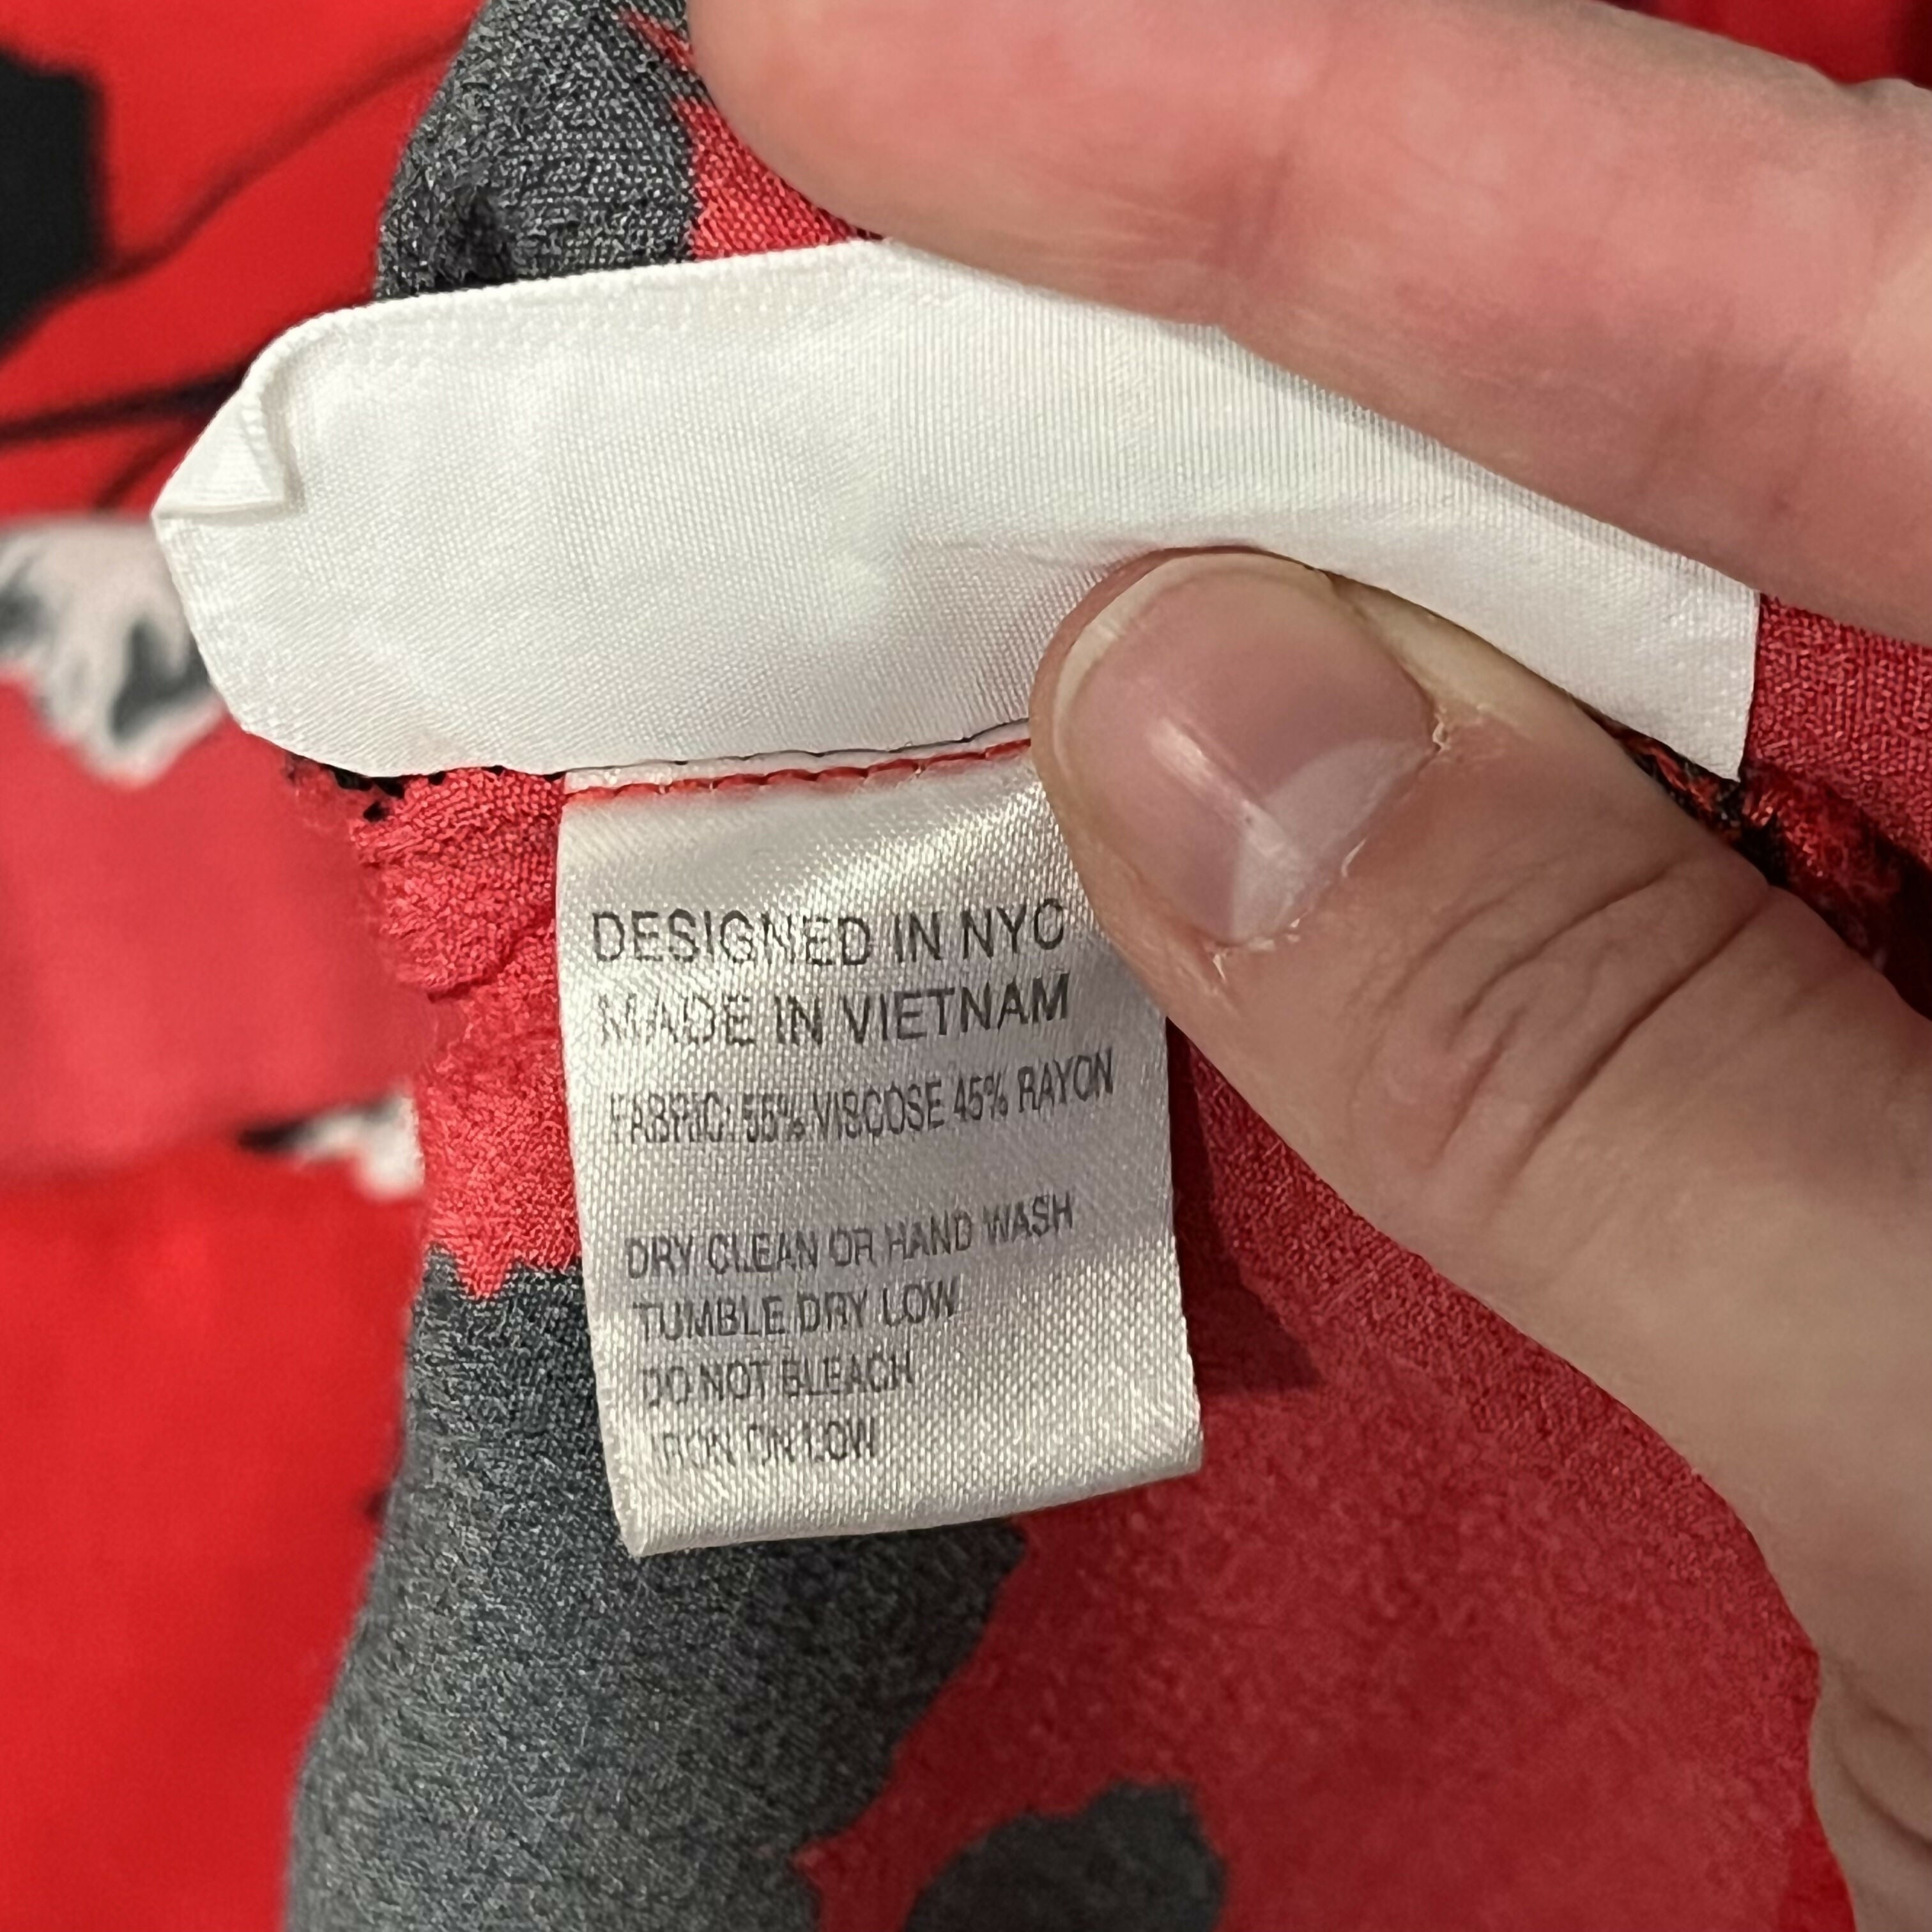 DESIGNED IN NYC
MADE IN VIETNAM
FABRIC: 55% VISCOSE 45% RAYON
DRY CLEAN OR HAND WASH
TUMBLE DRY LOW
DO NOT BLEACH
IRON ON LOW